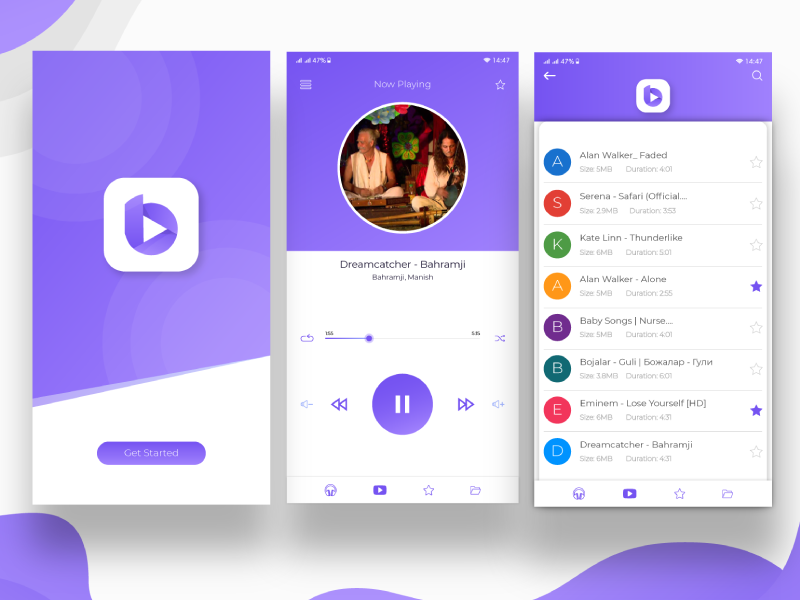 Get Started
47% 14:47
Now Playing
Dreamcatcher - Bahramji
Bahramji, Manish
1:55 5:15
47% 14:47
A Alan Walker_ Faded
Size: 5MB Duration: 4:01
S Serena - Safari (Official....
Size: 2.9MB Duration: 3:53
K Kate Linn - Thunderlike
Size: 6MB Duration: 5:01
A Alan Walker - Alone
Size: 5MB Duration: 2:55
B Baby Songs | Nurse....
Size: 5MB Duration: 4:01
B Bojalar - Guli | Божалар - Гули
Size: 3.8MB Duration: 6:01
E Eminem - Lose Yourself [HD]
Size: 6MB Duration: 4:31
D Dreamcatcher - Bahramji
Size: 6MB Duration: 4:31